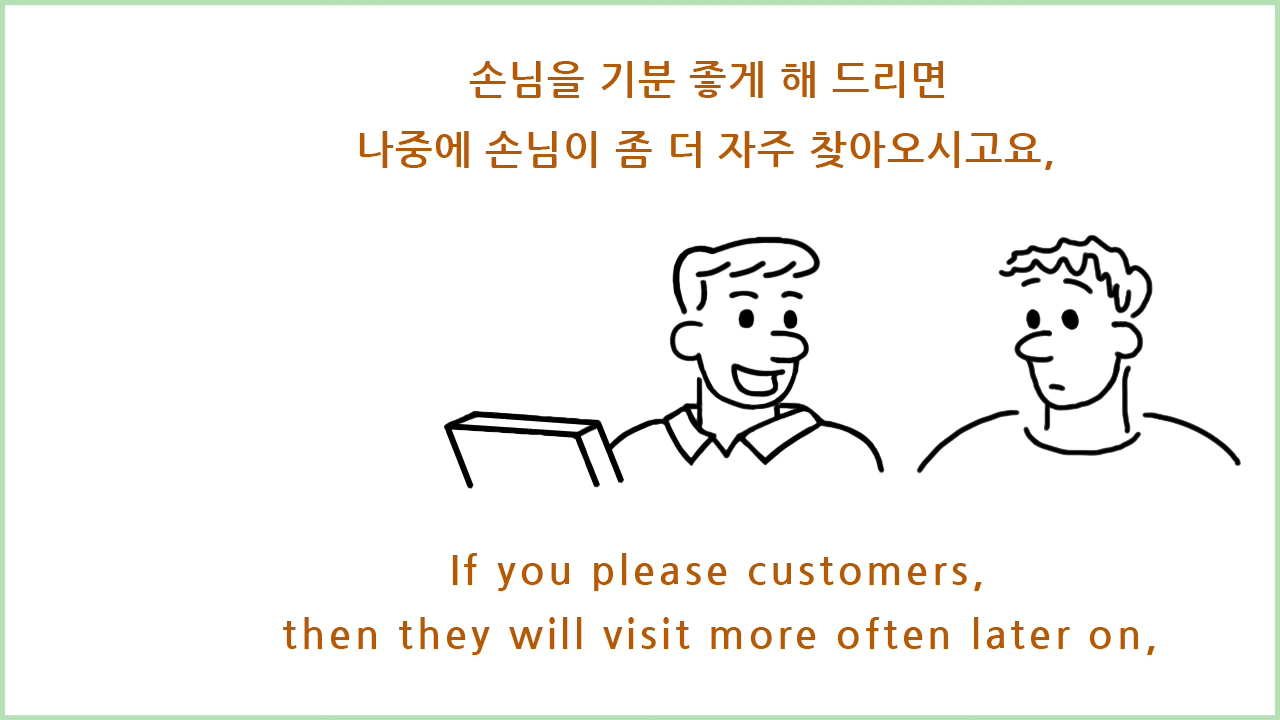 손님을 기분 좋게 해 드리면
나중에 손님이 좀 더 자주 찾아오시고요,
If you please customers,
then they will visit more often later on,